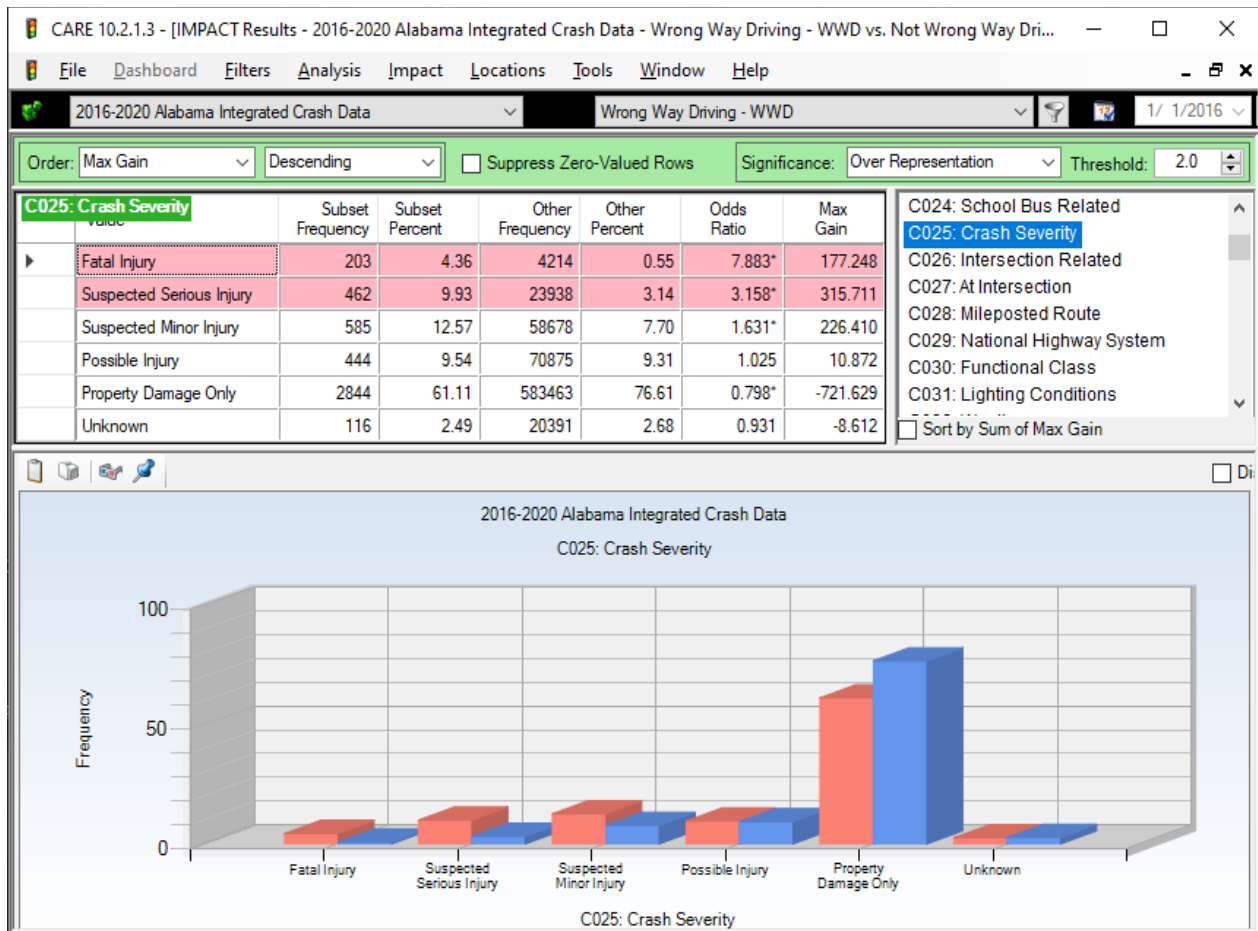 CARE 10.2.1.3 - [IMPACT Results - 2016-2020 Alabama Integrated Crash Data - Wrong Way Driving - WWD vs. Not Wrong Way Dri...
File Dashboard Filters Analysis Impact Locations Tools Window Help
2016-2020 Alabama Integrated Crash Data Wrong Way Driving - WWD 1/ 1/2016
Order: Max Gain Descending Suppress Zero-Valued Rows Significance: Over Representation Threshold: 2.0
C025: Crash Severity Subset Frequency Subset Percent Other Frequency Other Percent Odds Ratio Max Gain
Fatal Injury 203 4.36 4214 0.55 7.883* 177.248
Suspected Serious Injury 462 9.93 23938 3.14 3.158* 315.711
Suspected Minor Injury 585 12.57 58678 7.70 1.631* 226.410
Possible Injury 444 9.54 70875 9.31 1.025 10.872
Property Damage Only 2844 61.11 583463 76.61 0.798* -721.629
Unknown 116 2.49 20391 2.68 0.931 -8.612
C024: School Bus Related
C025: Crash Severity
C026: Intersection Related
C027: At Intersection
C028: Mileposted Route
C029: National Highway System
C030: Functional Class
C031: Lighting Conditions
Sort by Sum of Max Gain
Di
2016-2020 Alabama Integrated Crash Data
C025: Crash Severity
100
50
0
Frequency
Fatal Injury
Suspected Serious Injury
Suspected Minor Injury
Possible Injury
Property Damage Only
Unknown
C025: Crash Severity